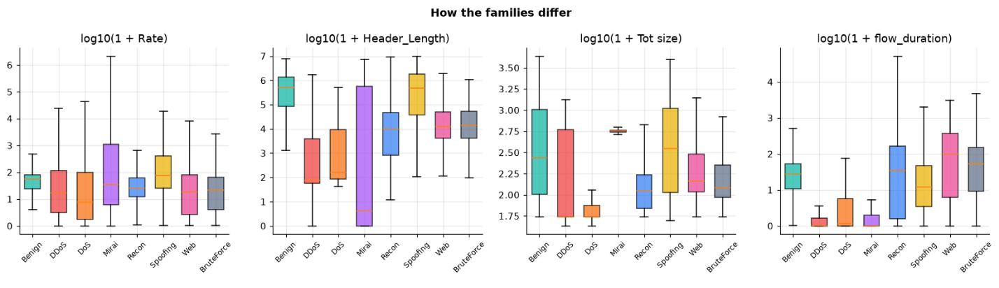 How the families differ
log10(1 + Rate)
6
5
4
3
2
1
0
Benign
DDoS
DoS
Mirai
Recon
Spoofing
Web
BruteForce
log10(1 + Header_Length)
7
6
5
4
3
2
1
0
Benign
DDoS
DoS
Mirai
Recon
Spoofing
Web
BruteForce
log10(1 + Tot size)
3.50
3.25
3.00
2.75
2.50
2.25
2.00
1.75
Benign
DDoS
DoS
Mirai
Recon
Spoofing
Web
BruteForce
log10(1 + flow_duration)
4
3
2
1
0
Benign
DDoS
DoS
Mirai
Recon
Spoofing
Web
BruteForce